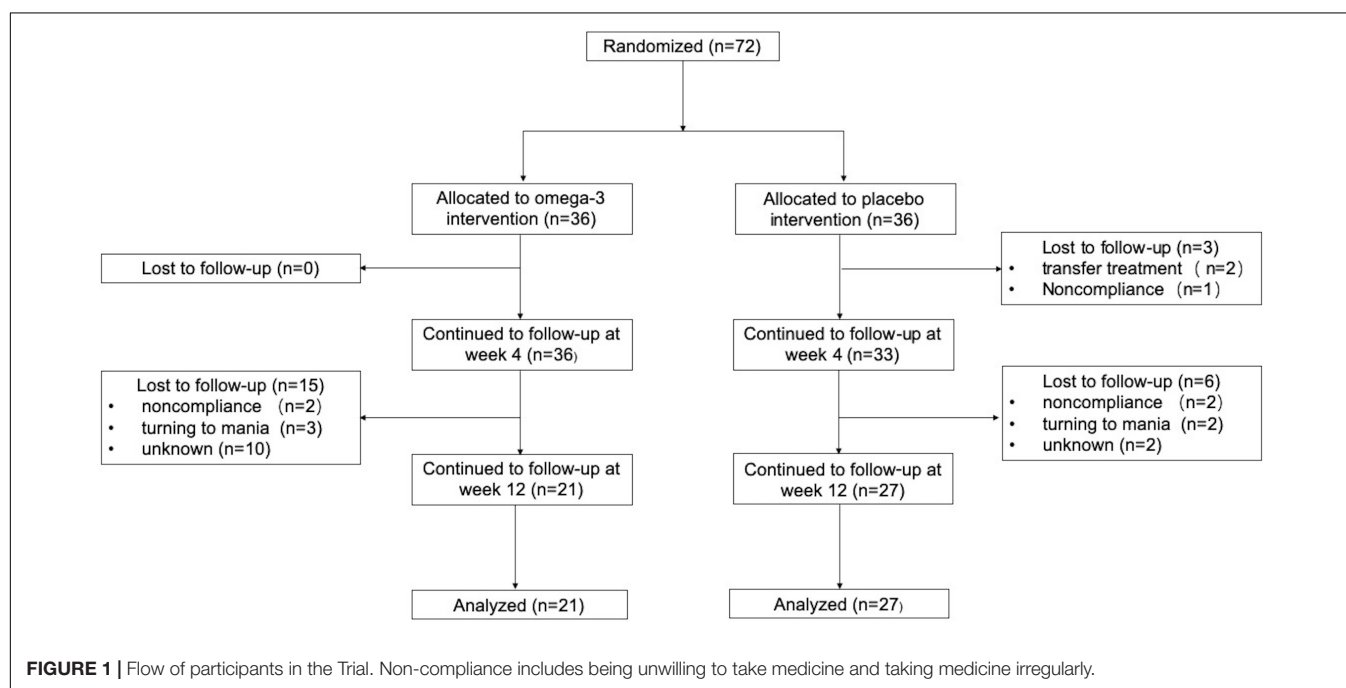 Randomized (n=72)
Allocated to omega-3
intervention (n=36)
Allocated to placebo
intervention (n=36)
Lost to follow-up (n=0)
Lost to follow-up (n=3)
• transfer treatment （ n=2）
• Noncompliance （n=1）
Continued to follow-up at
week 4 (n=36）
Continued to follow-up at
week 4 (n=33)
Lost to follow-up (n=15)
• noncompliance （n=2）
• turning to mania （n=3）
• unknown (n=10)
Lost to follow-up (n=6)
• noncompliance （n=2）
• turning to mania （n=2）
• unknown (n=2)
Continued to follow-up at
week 12 (n=21)
Continued to follow-up at
week 12 (n=27)
Analyzed (n=21)
Analyzed (n=27）
FIGURE 1 | Flow of participants in the Trial. Non-compliance includes being unwilling to take medicine and taking medicine irregularly.